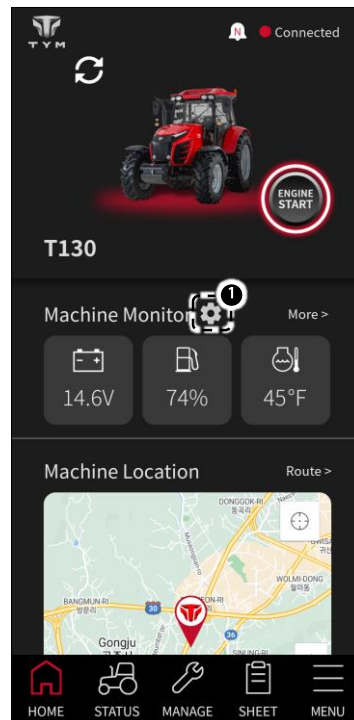 TYM
N
Connected
ENGINE
START
T130
Machine Monitor
1
More >
14.6V
74%
45°F
Machine Location
Route >
DONGGOK-RI
동곡리
WOLMI-DONG
월미동
BANGMUN-RI
방문리
30
36
Gongju
HOME
STATUS
MANAGE
SHEET
MENU